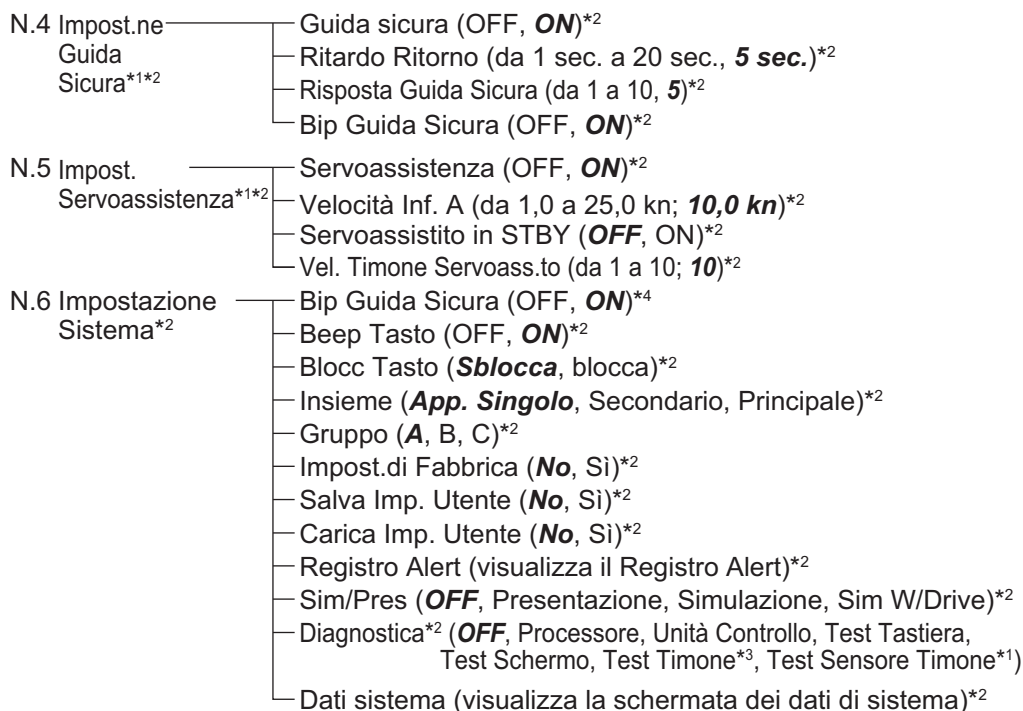 N.4 Impost.ne Guida Sicura*1*2
Guida sicura (OFF, ON)*2
Ritardo Ritorno (da 1 sec. a 20 sec., 5 sec.)*2
Risposta Guida Sicura (da 1 a 10, 5)*2
Bip Guida Sicura (OFF, ON)*2
N.5 Impost. Servoassistenza*1*2
Servoassistenza (OFF, ON)*2
Velocità Inf. A (da 1,0 a 25,0 kn; 10,0 kn)*2
Servoassistito in STBY (OFF, ON)*2
Vel. Timone Servoass.to (da 1 a 10; 10)*2
N.6 Impostazione Sistema*2
Bip Guida Sicura (OFF, ON)*4
Beep Tasto (OFF, ON)*2
Blocc Tasto (Sblocca, blocca)*2
Insieme (App. Singolo, Secondario, Principale)*2
Gruppo (A, B, C)*2
Impost.di Fabbrica (No, Sì)*2
Salva Imp. Utente (No, Sì)*2
Carica Imp. Utente (No, Sì)*2
Registro Alert (visualizza il Registro Alert)*2
Sim/Pres (OFF, Presentazione, Simulazione, Sim W/Drive)*2
Diagnostica*2 (OFF, Processore, Unità Controllo, Test Tastiera,
Test Schermo, Test Timone*3, Test Sensore Timone*1)
Dati sistema (visualizza la schermata dei dati di sistema)*2